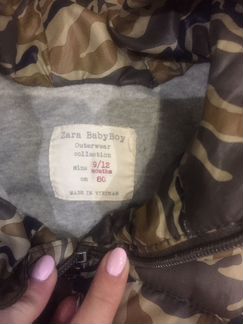 Zara BabyBoy
Outerwear
collection
size 9/12
months
cm 80
MADE IN VIETNAM